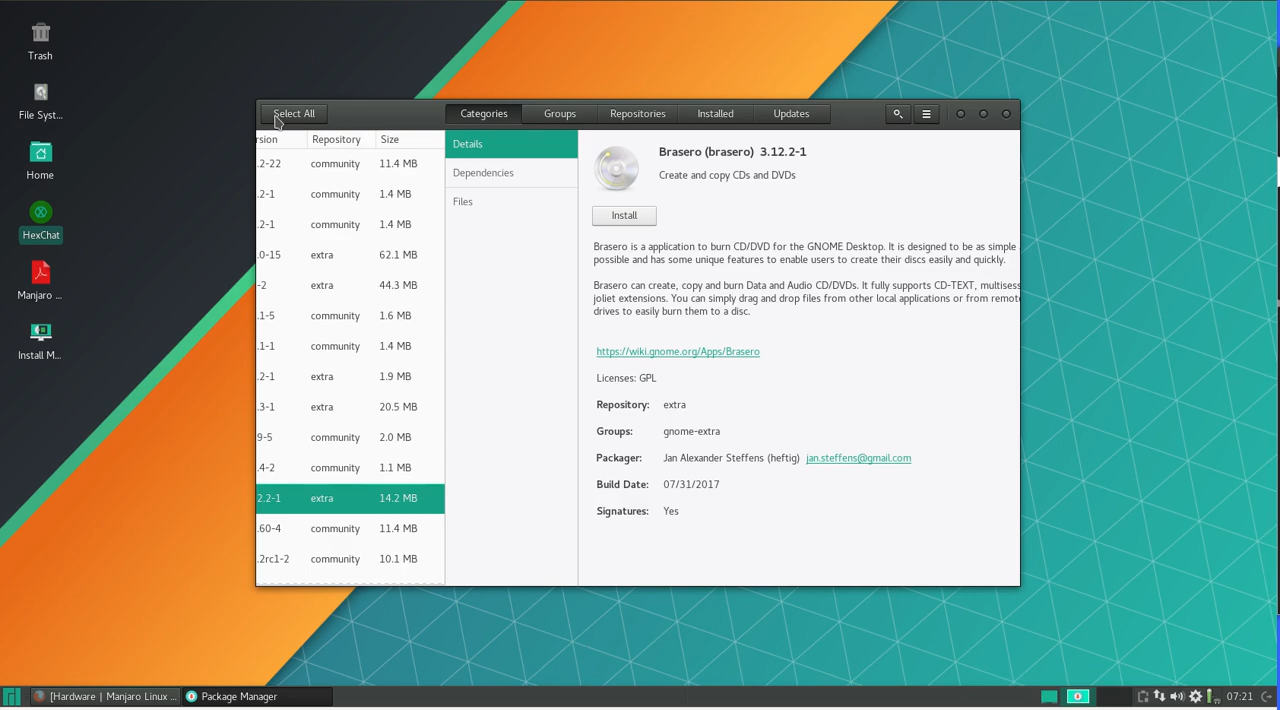 Trash
File Syst...
Home
HexChat
Manjaro ...
Install M...
Select All
Categories
Groups
Repositories
Installed
Updates
rsion Repository Size
.2-22 community 11.4 MB
.2-1 community 1.4 MB
.2-1 community 1.4 MB
.0-15 extra 62.1 MB
-2 extra 44.3 MB
.1-5 community 1.6 MB
.1-1 community 1.4 MB
.2-1 extra 1.9 MB
.3-1 extra 20.5 MB
9-5 community 2.0 MB
.4-2 community 1.1 MB
2.2-1 extra 14.2 MB
.60-4 community 11.4 MB
.2rc1-2 community 10.1 MB
Details
Dependencies
Files
Brasero (brasero) 3.12.2-1
Create and copy CDs and DVDs
Install
Brasero is a application to burn CD/DVD for the GNOME Desktop. It is designed to be as simple
possible and has some unique features to enable users to create their discs easily and quickly.
Brasero can create, copy and burn Data and Audio CD/DVDs. It fully supports CD-TEXT, multisess
joliet extensions. You can simply drag and drop files from other local applications or from remot
drives to easily burn them to a disc.
https://wiki.gnome.org/Apps/Brasero
Licenses: GPL
Repository: extra
Groups: gnome-extra
Packager: Jan Alexander Steffens (heftig) jan.steffens@gmail.com
Build Date: 07/31/2017
Signatures: Yes
[Hardware | Manjaro Linux ...
Package Manager
07:21